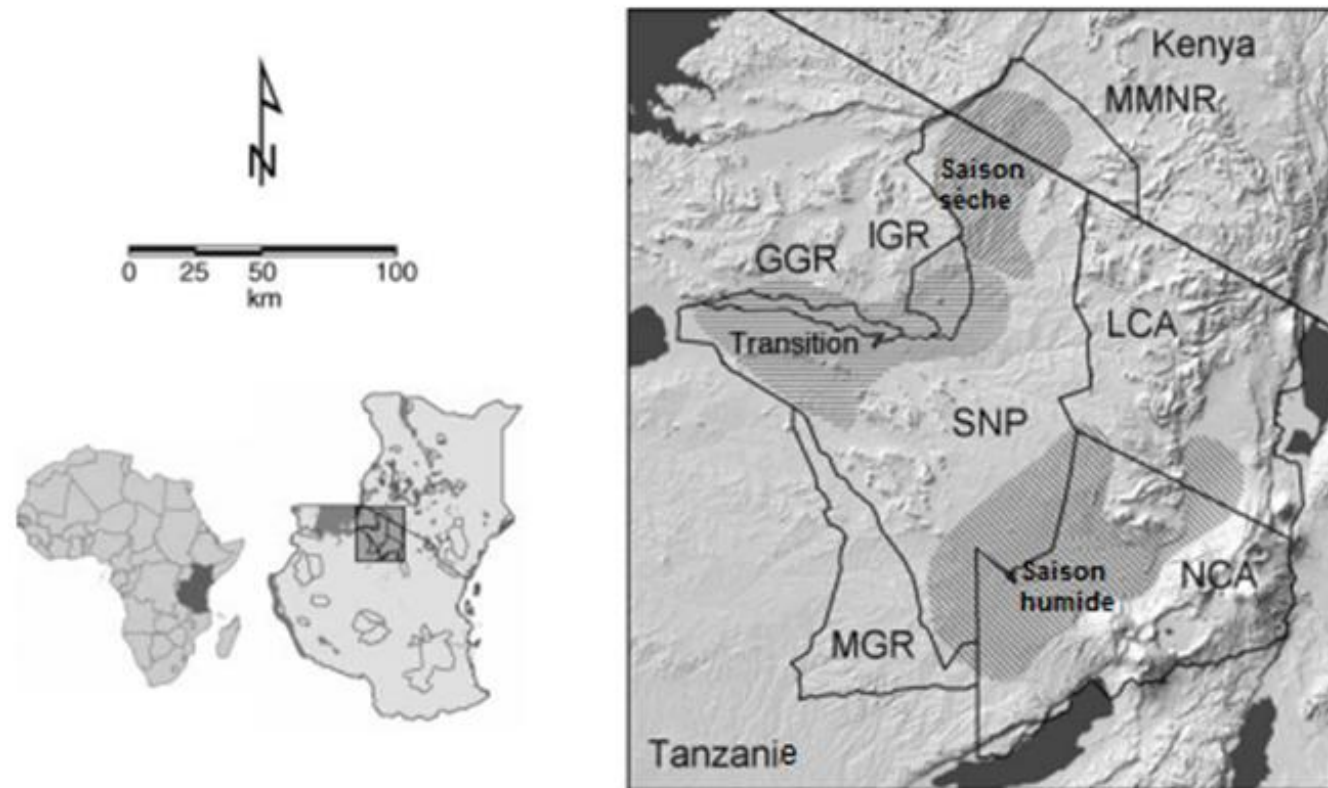 N
0 25 50 100
km
Kenya
MMNR
Saison
sèche
IGR
GGR
LCA
Transition
SNP
Saison
humide
NCA
MGR
Tanzanie